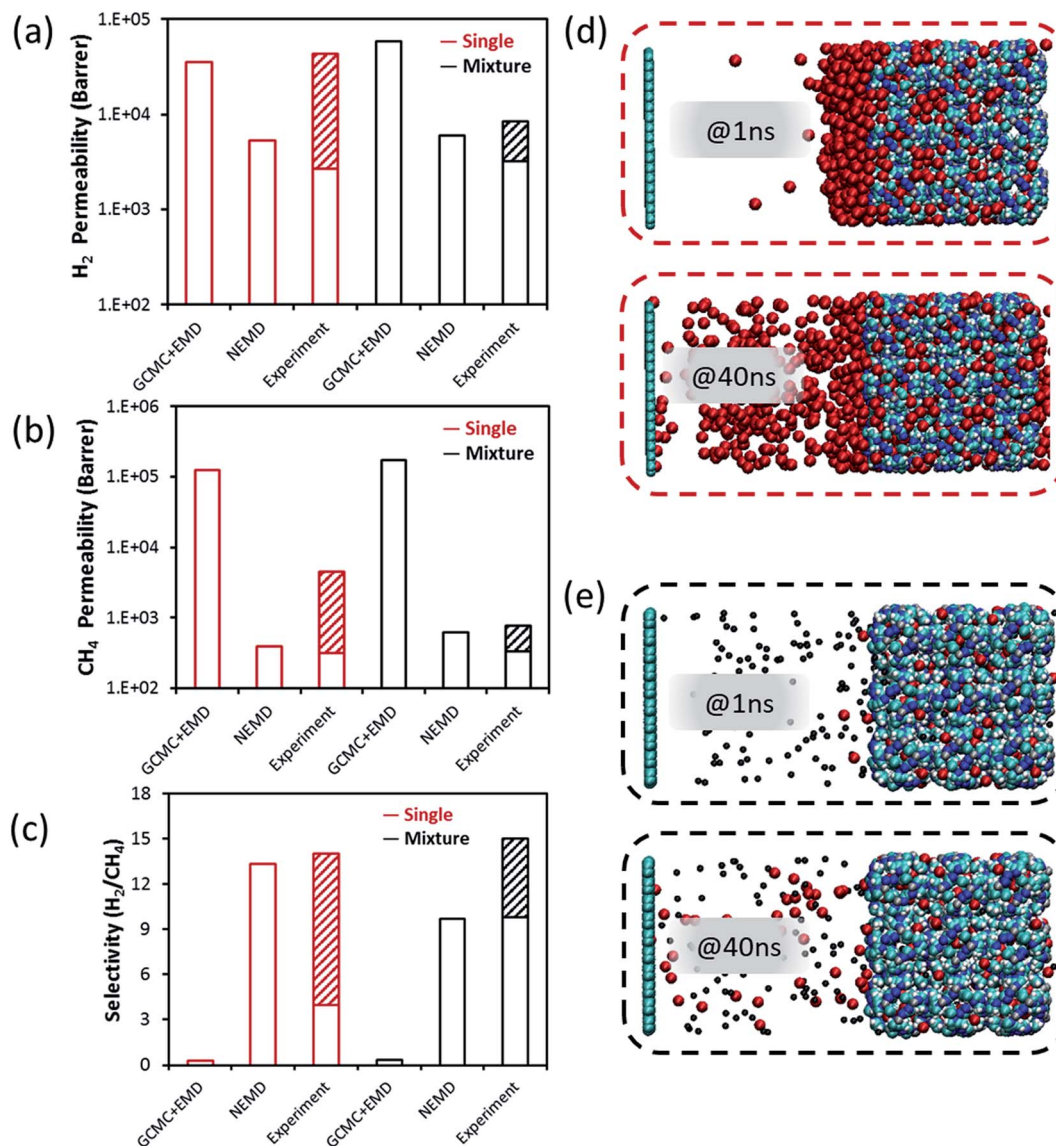 (a)
H₂ Permeability (Barrer)
1.E+05
1.E+04
1.E+03
1.E+02
Single
Mixture
GCMC+EMD
NEMD
Experiment
GCMC+EMD
NEMD
Experiment
(b)
CH₄ Permeability (Barrer)
1.E+06
1.E+05
1.E+04
1.E+03
1.E+02
Single
Mixture
GCMC+EMD
NEMD
Experiment
GCMC+EMD
NEMD
Experiment
(c)
Selectivity (H₂/CH₄)
18
15
12
9
6
3
0
Single
Mixture
GCMC+EMD
NEMD
Experiment
GCMC+EMD
NEMD
Experiment
(d)
@1ns
@40ns
(e)
@1ns
@40ns